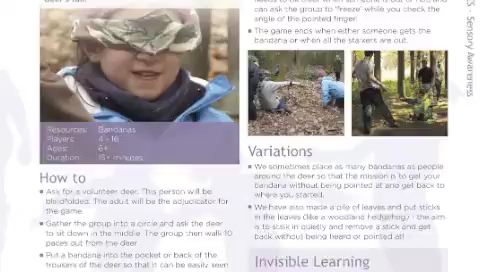 can ask the group to "freeze" while you check the
angle of the pointed finger.
The game ends when either someone gets the
bandana or when all the stalkers are out.
Resources: Bandanas
Players: 4 - 16
Ages: 6+
Duration: 15+ minutes
How to
Ask for a volunteer deer. This person will be
blindfolded. The adult will be the adjudicator for
the game.
Gather the group into a circle and ask the deer
to sit down in the middle. The group then walk 10
paces out from the deer.
Put a bandana into the pocket or back of the
trousers of the deer so that it can be easily seen
Variations
We sometimes place as many bandanas as people
around the deer so that the mission is to get your
bandana without being pointed at and get back to
where you started.
We have also made a pile of leaves and put sticks
in the leaves (like a woodland hedgehog) - the aim
is to stalk in quietly and remove a stick and get
back without being heard or pointed at!
Invisible Learning
Sensory Awareness